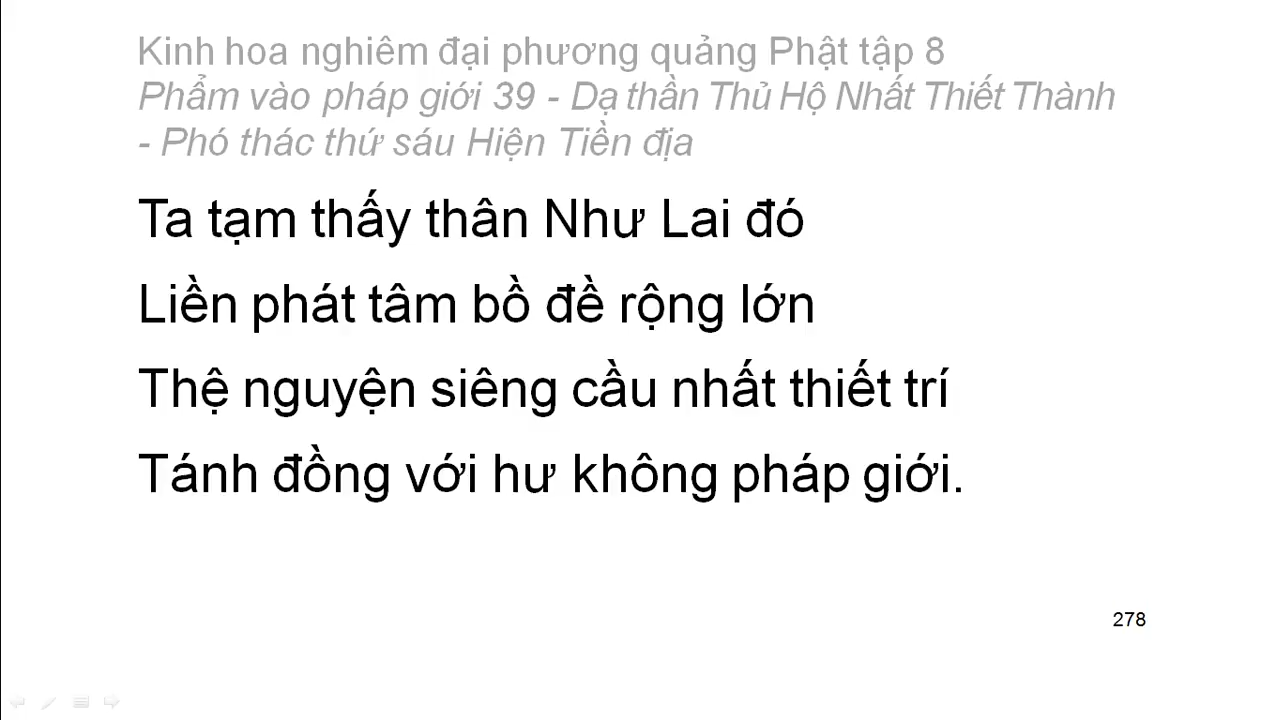 Kinh hoa nghiêm đại phương quảng Phật tập 8
Phẩm vào pháp giới 39 - Dạ thần Thủ Hộ Nhất Thiết Thành
- Phó thác thứ sáu Hiện Tiền địa
Ta tạm thấy thân Như Lai đó
Liền phát tâm bồ đề rộng lớn
Thệ nguyện siêng cầu nhất thiết trí
Tánh đồng với hư không pháp giới.
278